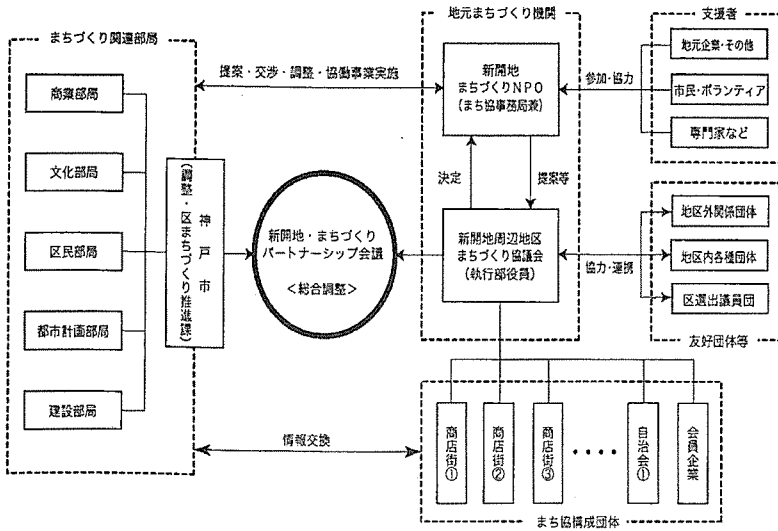 まちづくり関連部局
商業部局
文化部局
区民部局
都市計画部局
建設部局
神戸市
(調整・区まちづくり推進課)
提案・交渉・調整・協働事業実施
新開地・まちづくり
パートナーシップ会議
<総合調整>
情報交換
地元まちづくり機関
新開地
まちづくりNPO
(まち協事務局兼)
決定
提案等
新開地周辺地区
まちづくり協議会
(執行部役員)
支援者
地元企業・その他
市民・ボランティア
専門家など
参加・協力
地区外関係団体
地区内各種団体
区選出議員団
協力・連携
友好団体等
商店街①
商店街②
商店街③
・・・・
自治会①
会員企業
まち協構成団体